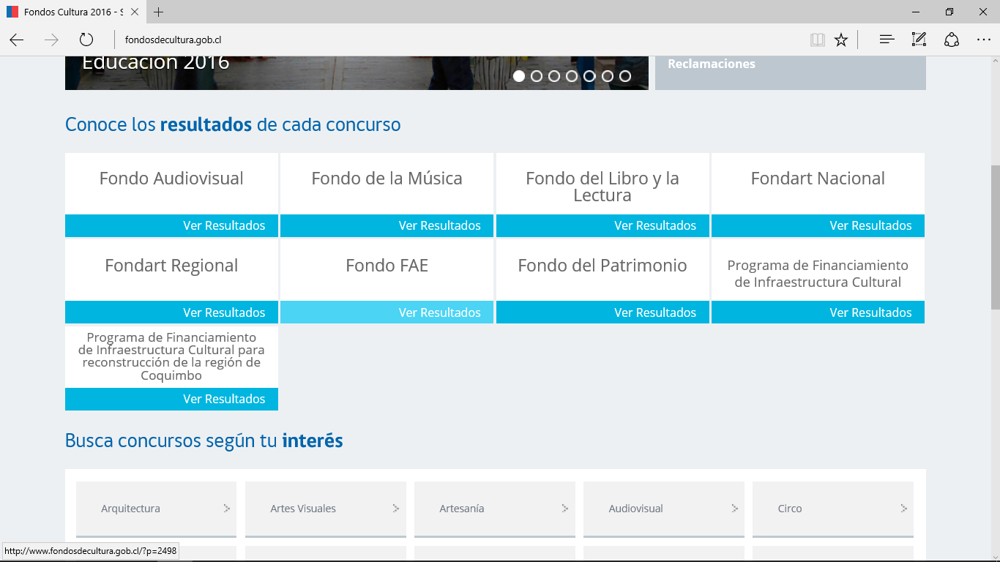 Fondos Cultura 2016 - S
fondosdecultura.gob.cl
Educación 2016
Reclamaciones
Conoce los resultados de cada concurso
Fondo Audiovisual
Ver Resultados
Fondo de la Música
Ver Resultados
Fondo del Libro y la
Lectura
Ver Resultados
Fondart Nacional
Ver Resultados
Fondart Regional
Ver Resultados
Fondo FAE
Ver Resultados
Fondo del Patrimonio
Ver Resultados
Programa de Financiamiento
de Infraestructura Cultural
Ver Resultados
Programa de Financiamiento
de Infraestructura Cultural para
reconstrucción de la región de
Coquimbo
Ver Resultados
Busca concursos según tu interés
Arquitectura
Artes Visuales
Artesanía
Audiovisual
Circo
http://www.fondosdecultura.gob.cl/?p=2498